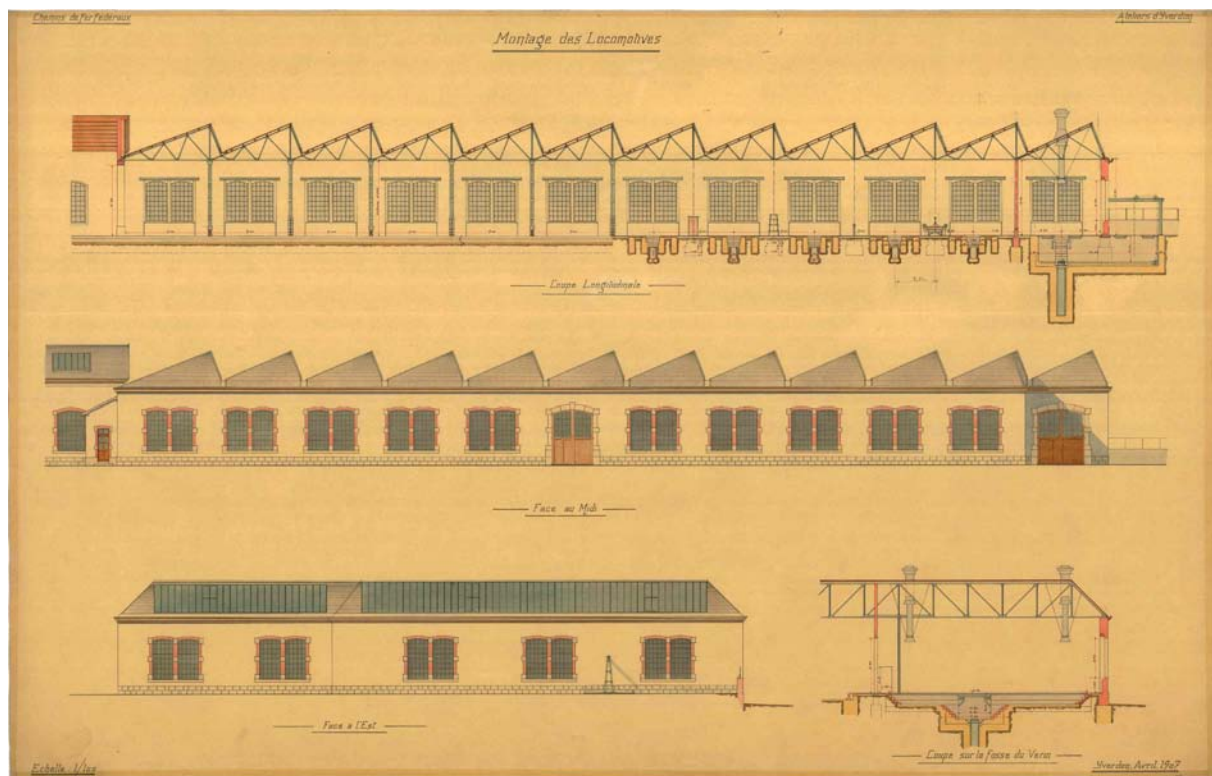 Chemins de fer fédéraux
Ateliers d'Yverdon
Montage des Locomotives
Coupe Longitudinale
Face au Midi
Face à l'Est
Coupe sur la fosse du Verin
Echelle 1/100
Yverdon, Avril 1907